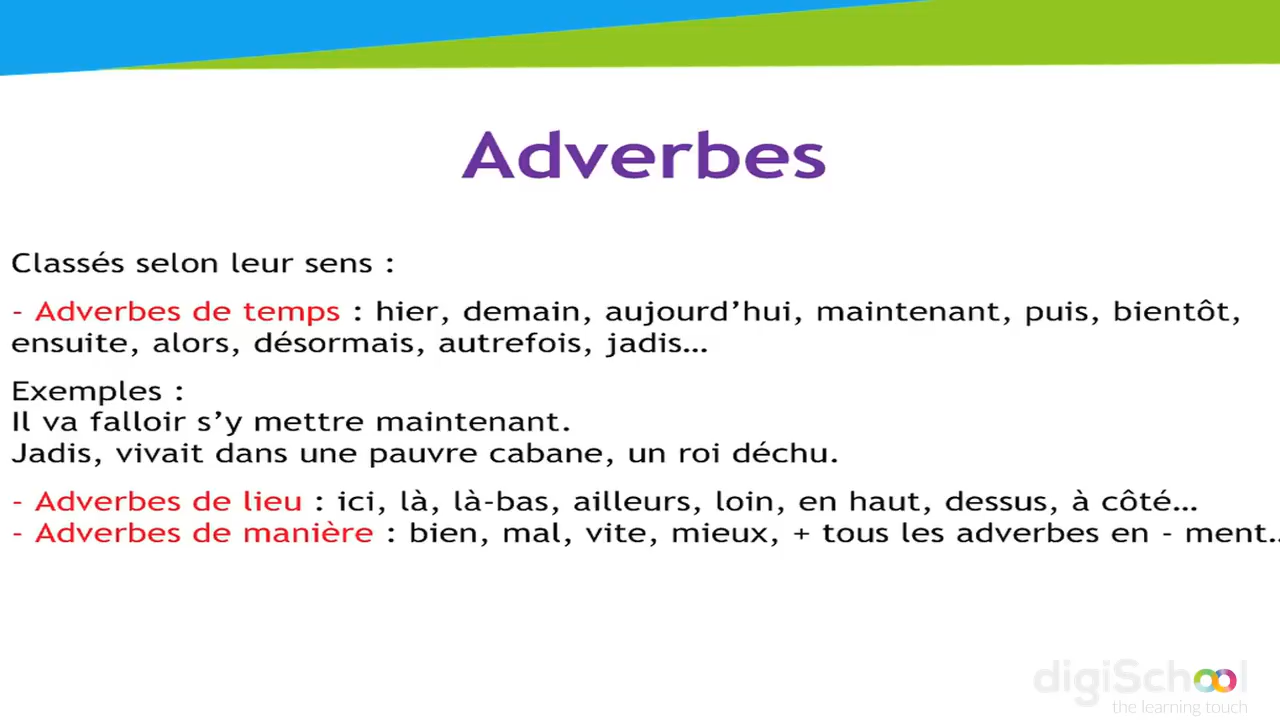 Adverbes
Classés selon leur sens :
- Adverbes de temps : hier, demain, aujourd’hui, maintenant, puis, bientôt,
ensuite, alors, désormais, autrefois, jadis…
Exemples :
Il va falloir s’y mettre maintenant.
Jadis, vivait dans une pauvre cabane, un roi déchu.
- Adverbes de lieu : ici, là, là-bas, ailleurs, loin, en haut, dessus, à côté…
- Adverbes de manière : bien, mal, vite, mieux, + tous les adverbes en - ment..
digiSchool
the learning touch